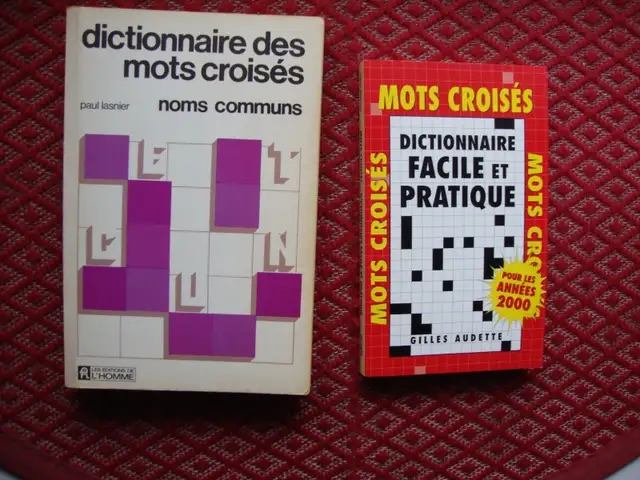 dictionnaire des
mots croisés
paul lasnier
noms communs
E T
C U N
LES ÉDITIONS DE
L'HOMME
MOTS CROISÉS
MOTS CROISÉS
DICTIONNAIRE
FACILE ET
PRATIQUE
MOTS CRO
POUR LES
ANNÉES
2000
GILLES AUDETTE